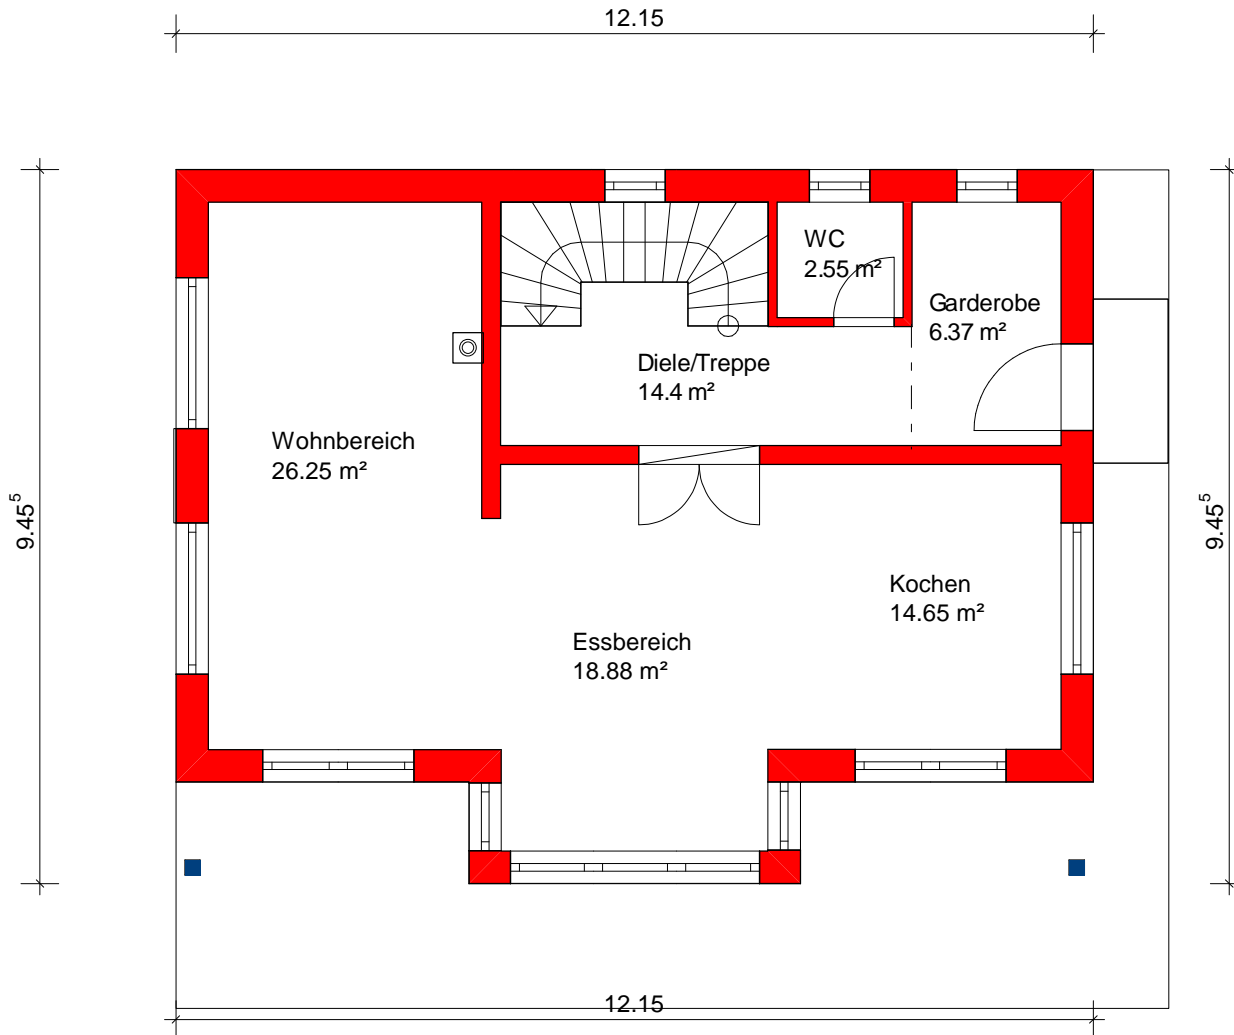 12.15
WC
2.55 m²
Garderobe
6.37 m²
Diele/Treppe
14.4 m²
Wohnbereich
26.25 m²
9.45⁵
9.45⁵
Kochen
14.65 m²
Essbereich
18.88 m²
12.15